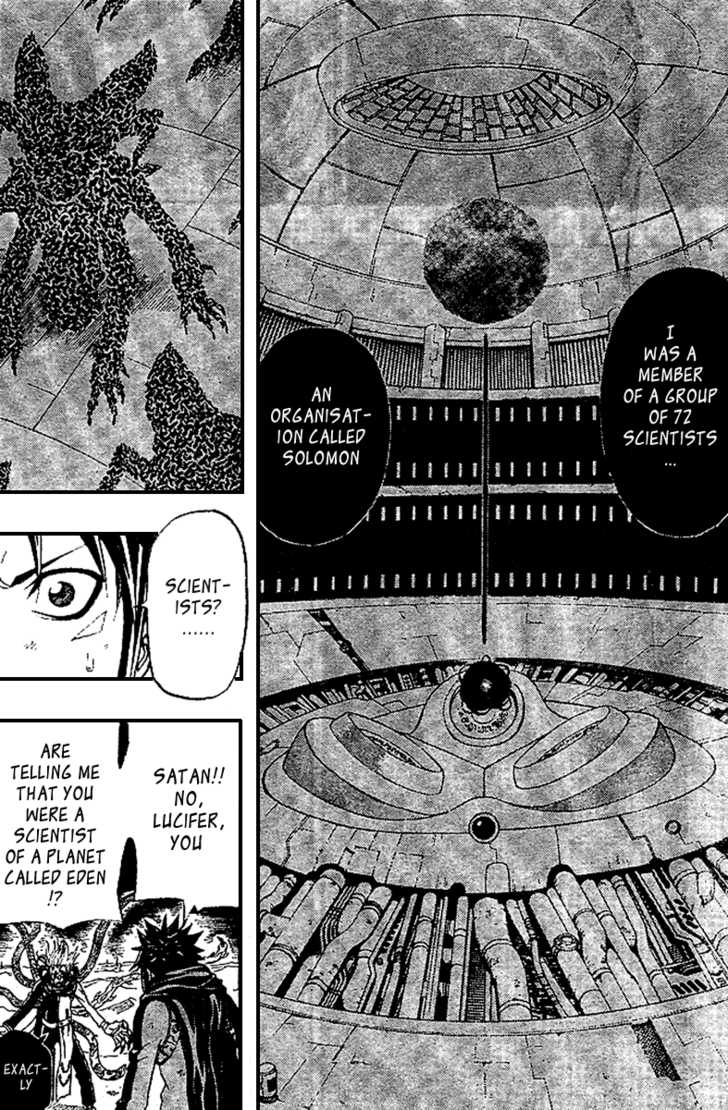 I
WAS A
MEMBER
OF A GROUP
OF 72
SCIENTISTS
...
AN
ORGANISAT-
ION CALLED
SOLOMON
SCIENT-
ISTS?
......
SATAN!!
NO,
LUCIFER,
YOU
ARE
TELLING ME
THAT YOU
WERE A
SCIENTIST
OF A PLANET
CALLED EDEN
!?
EXACT-
LY